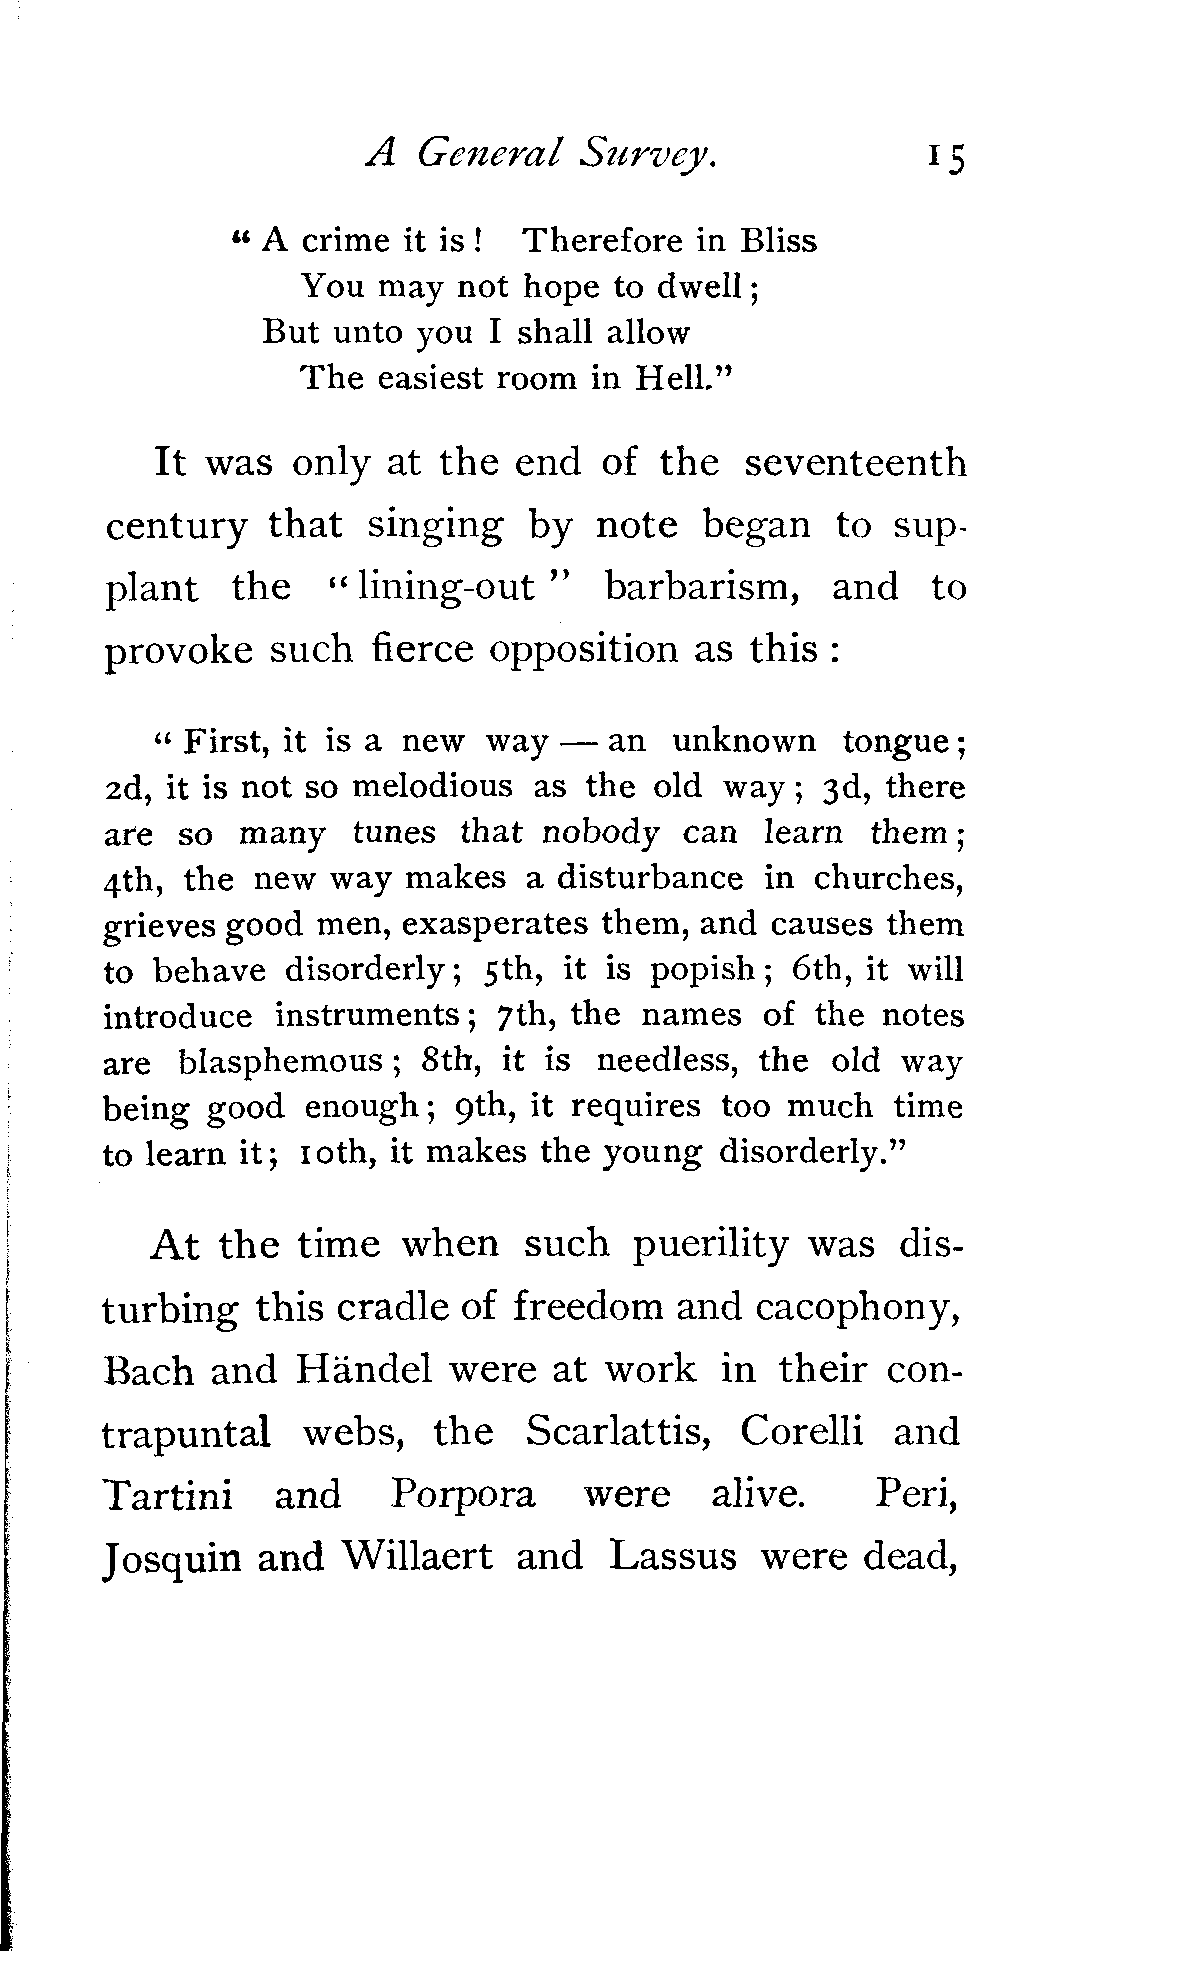 A General Survey. 15
“ A crime it is ! Therefore in Bliss
You may not hope to dwell ;
But unto you I shall allow
The easiest room in Hell.”
It was only at the end of the seventeenth
century that singing by note began to sup-
plant the “ lining-out ” barbarism, and to
provoke such fierce opposition as this :
“ First, it is a new way — an unknown tongue ;
2d, it is not so melodious as the old way ; 3d, there
are so many tunes that nobody can learn them ;
4th, the new way makes a disturbance in churches,
grieves good men, exasperates them, and causes them
to behave disorderly ; 5th, it is popish ; 6th, it will
introduce instruments ; 7th, the names of the notes
are blasphemous ; 8th, it is needless, the old way
being good enough ; 9th, it requires too much time
to learn it ; 10th, it makes the young disorderly.”
At the time when such puerility was dis-
turbing this cradle of freedom and cacophony,
Bach and Händel were at work in their con-
trapuntal webs, the Scarlattis, Corelli and
Tartini and Porpora were alive. Peri,
Josquin and Willaert and Lassus were dead,